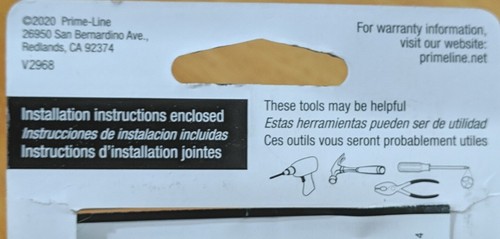 ©2020 Prime-Line
26950 San Bernardino Ave.,
Redlands, CA 92374
V2968
For warranty information,
visit our website:
primeline.net
Installation instructions enclosed
Instrucciones de instalacion incluidas
Instructions d'installation jointes
These tools may be helpful
Estas herramientas pueden ser de utilidad
Ces outils vous seront probablement utiles
4